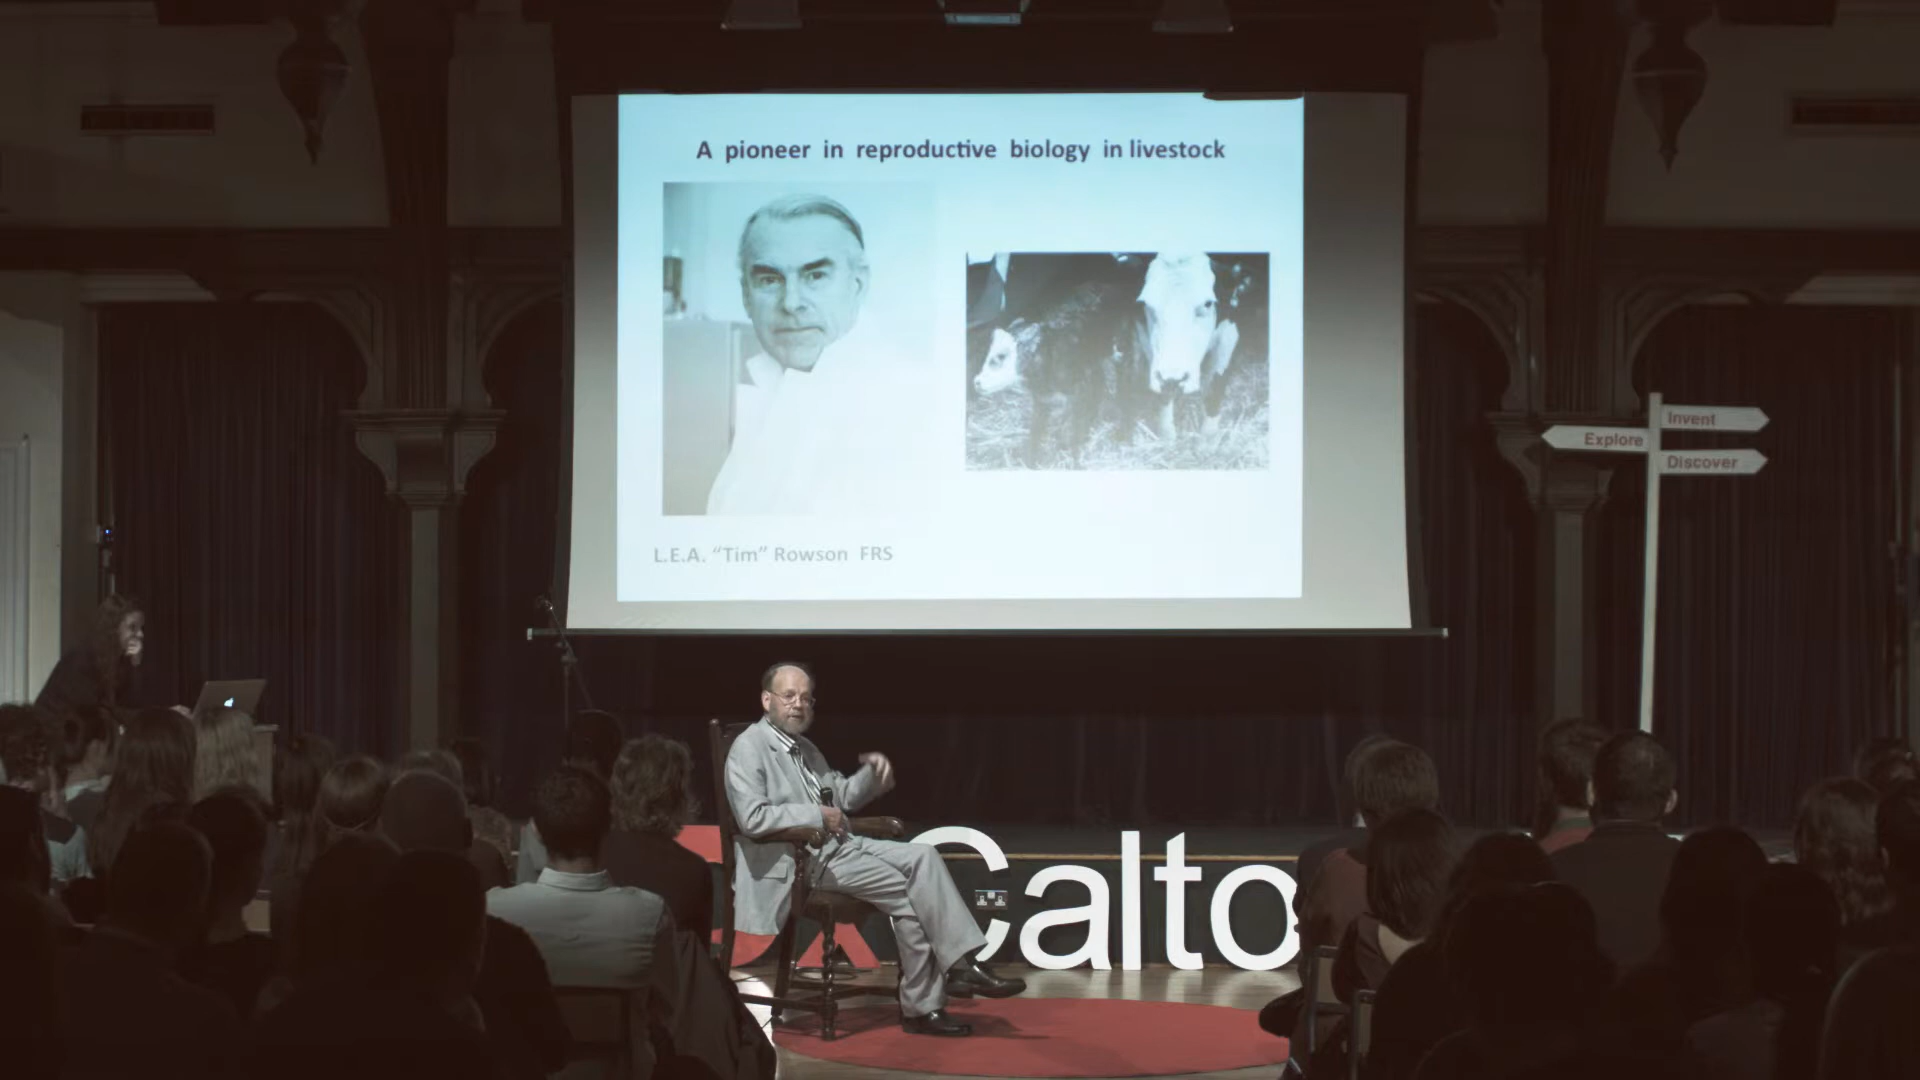 A pioneer in reproductive biology in livestock
L.E.A. “Tim” Rowson FRS
Invent
Explore
Discover
x Calto